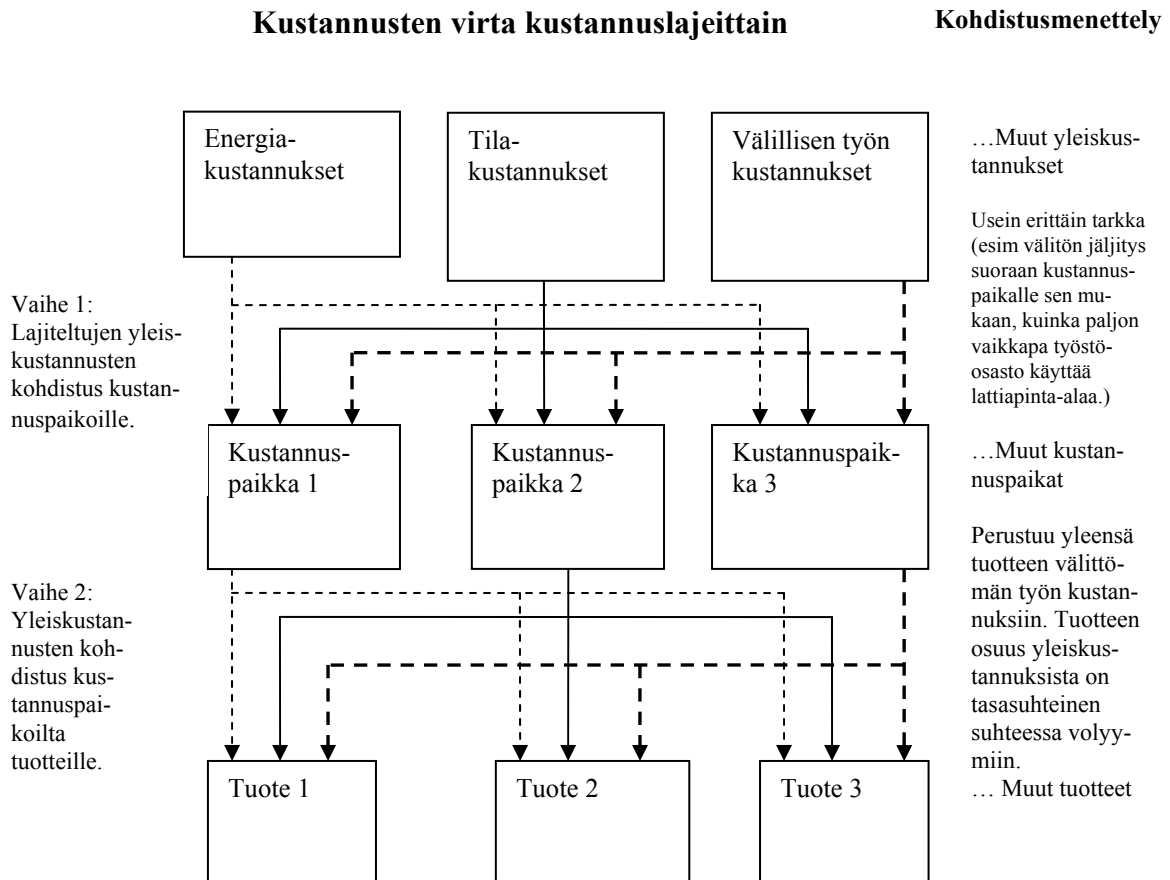 Kustannusten virta kustannuslajeittain
Kohdistusmenettely
Energia-
kustannukset
Tila-
kustannukset
Välillisen työn
kustannukset
…Muut yleiskus-
tannukset
Usein erittäin tarkka
(esim välitön jäljitys
suoraan kustannus-
paikalle sen mu-
kaan, kuinka paljon
vaikkapa työstö-
osasto käyttää
lattiapinta-alaa.)
Vaihe 1:
Lajiteltujen yleis-
kustannusten
kohdistus kustan-
nuspaikoille.
Kustannus-
paikka 1
Kustannus-
paikka 2
Kustannuspaik-
ka 3
…Muut kustan-
nuspaikat
Vaihe 2:
Yleiskustan-
nusten koh-
distus kus-
tannuspai-
koilta
tuotteille.
Perustuu yleensä
tuotteen välittö-
män työn kustan-
nuksiin. Tuotteen
osuus yleiskus-
tannuksista on
tasasuhteinen
suhteessa volyy-
miin.
Tuote 1
Tuote 2
Tuote 3
… Muut tuotteet